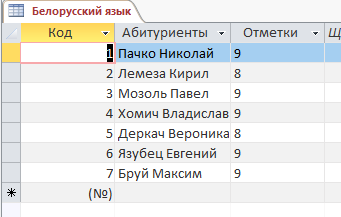 Белорусский язык
Код Абитуриенты Отметки Щ
1 Пачко Николай 9
2 Лемеза Кирил 8
3 Мозоль Павел 9
4 Хомич Владислав 9
5 Деркач Вероника 8
6 Язубец Евгений 9
7 Бруй Максим 9
(№)